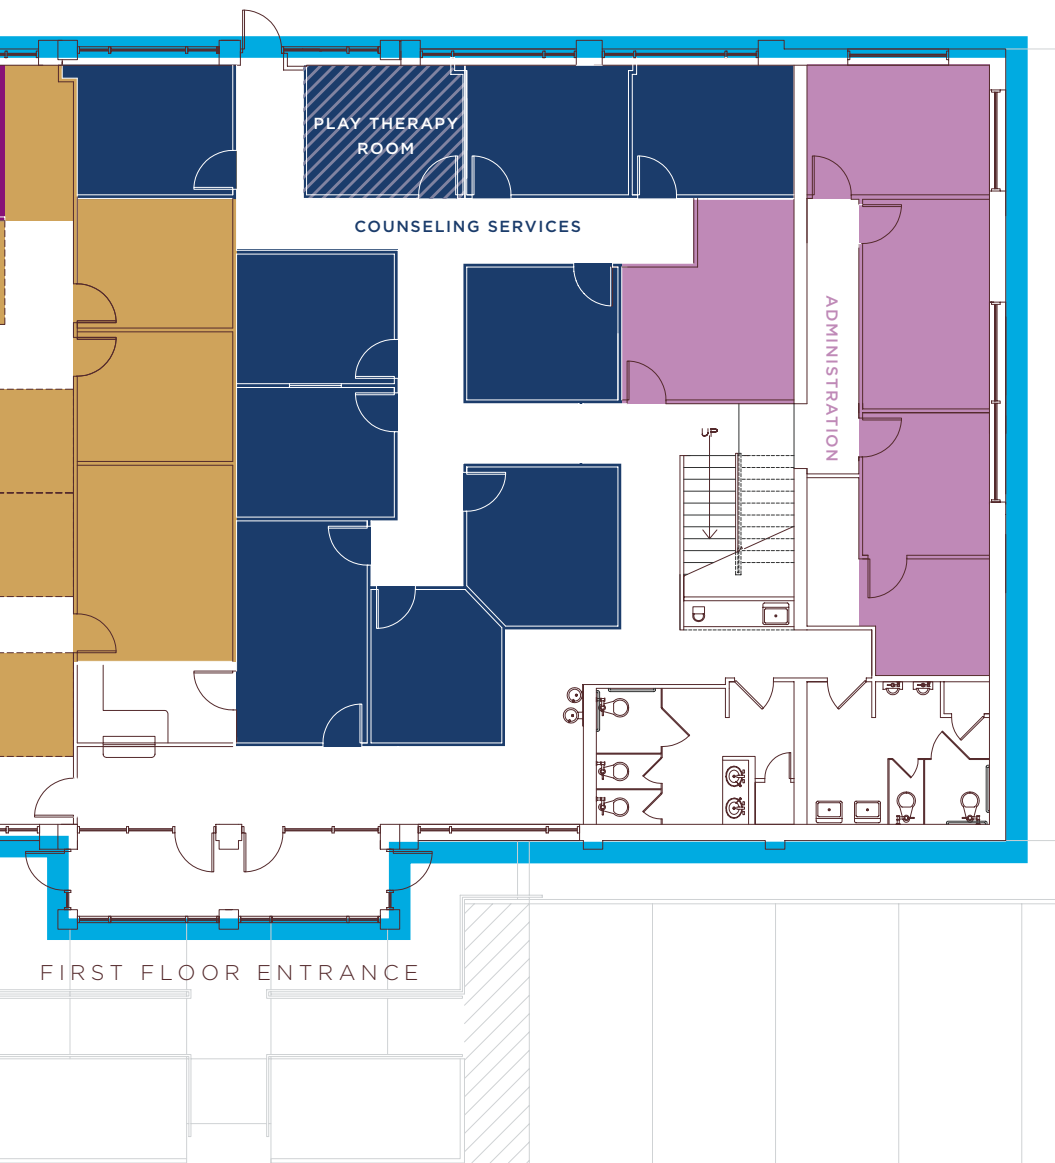 PLAY THERAPY
ROOM
COUNSELING SERVICES
ADMINISTRATION
UP
FIRST FLOOR ENTRANCE